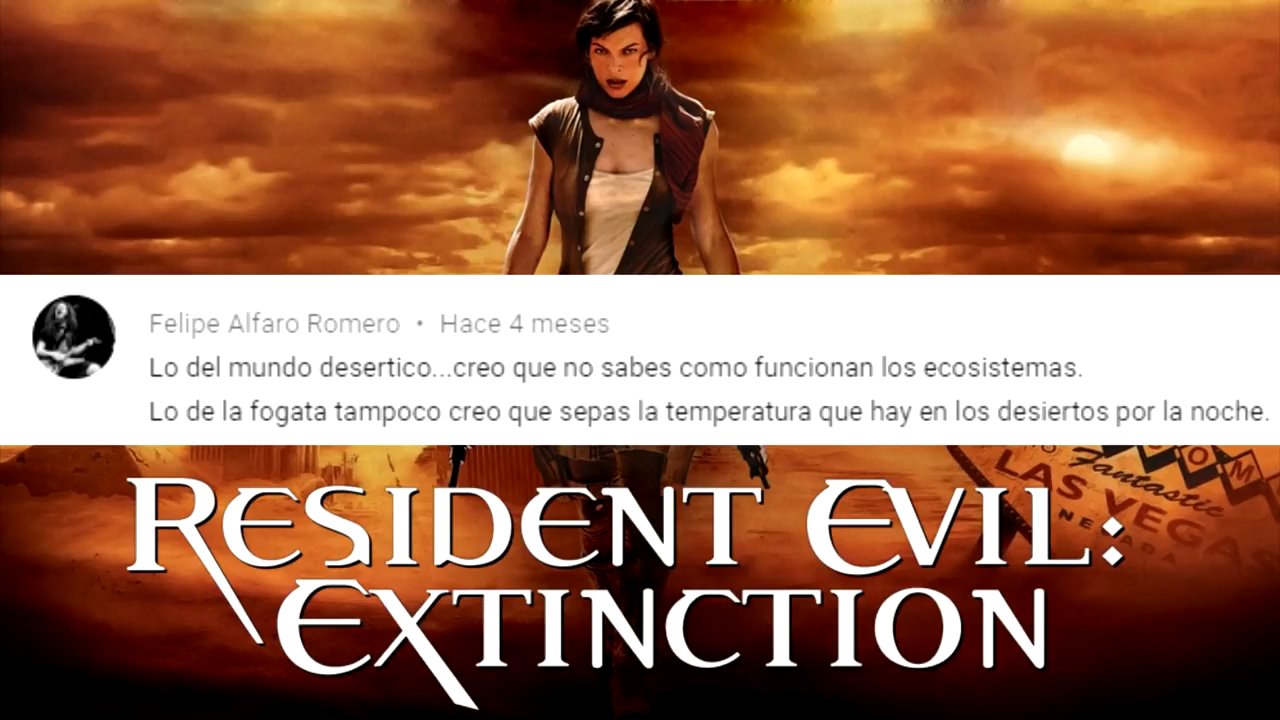 Felipe Alfaro Romero • Hace 4 meses
Lo del mundo desertico...creo que no sabes como funcionan los ecosistemas.
Lo de la fogata tampoco creo que sepas la temperatura que hay en los desiertos por la noche.
Fantastic
LAS VEGAS
NEVADA
RESIDENT EVIL:
EXTINCTION